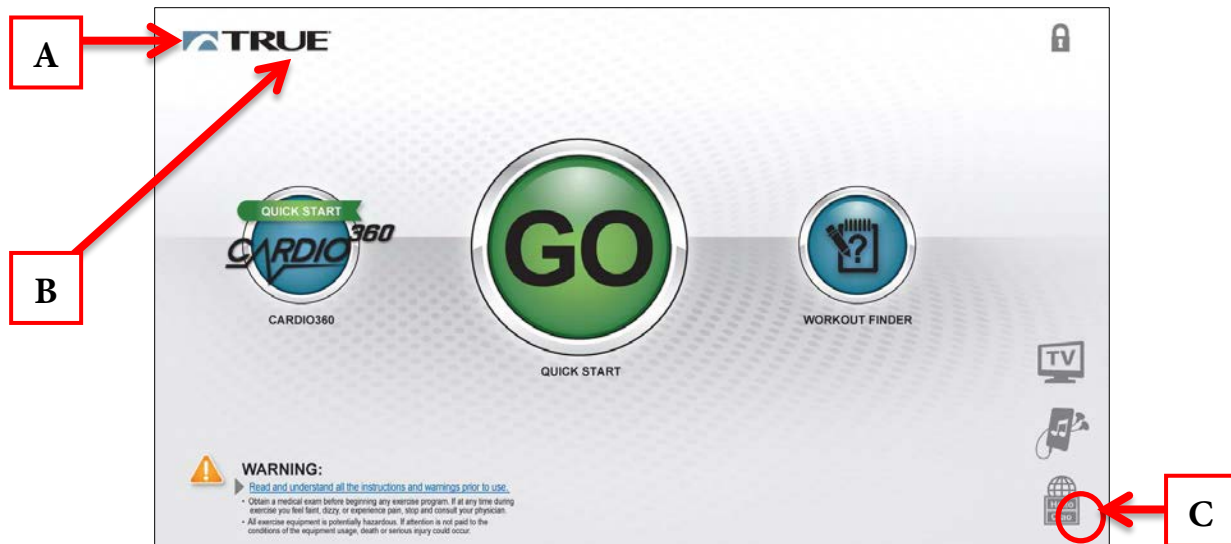 A
TRUE
B
QUICK START
CARDIO 360
GO
?
CARDIO360
QUICK START
WORKOUT FINDER
TV
WARNING:
Read and understand all the instructions and warnings prior to use.
• Obtain a medical exam before beginning any exercise program. If at any time during
exercise you feel faint, dizzy, or experience pain, stop and consult your physician.
• All exercise equipment is potentially hazardous. If attention is not paid to the
conditions of the equipment usage, death or serious injury could occur.
C